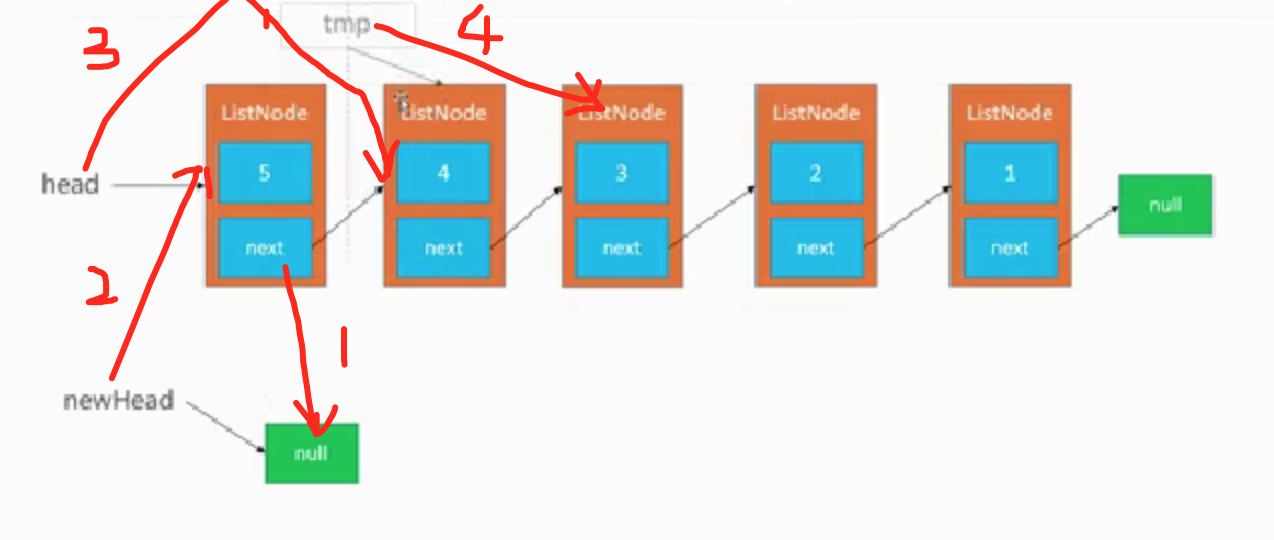 3
1
tmp
4
ListNode ListNode ListNode ListNode ListNode
head
5 4 3 2 1
null
next next next next next
2
1
newHead
null